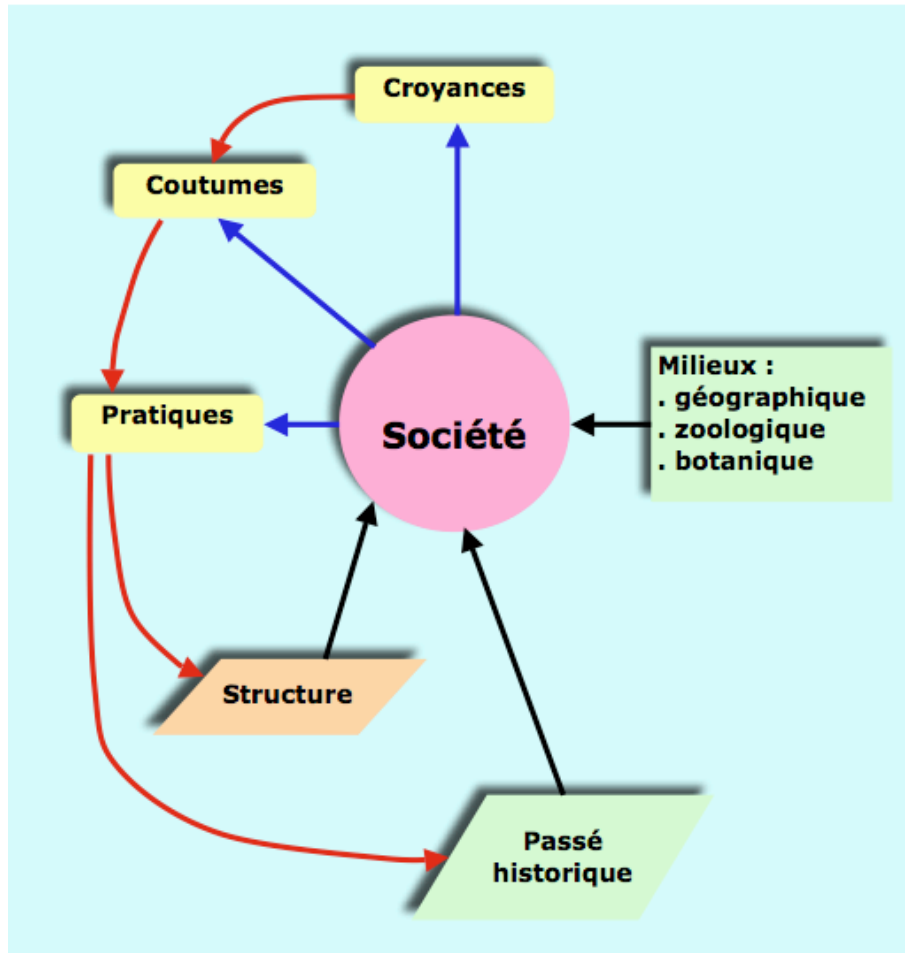 Croyances
Coutumes
Pratiques
Société
Milieux :
. géographique
. zoologique
. botanique
Structure
Passé
historique